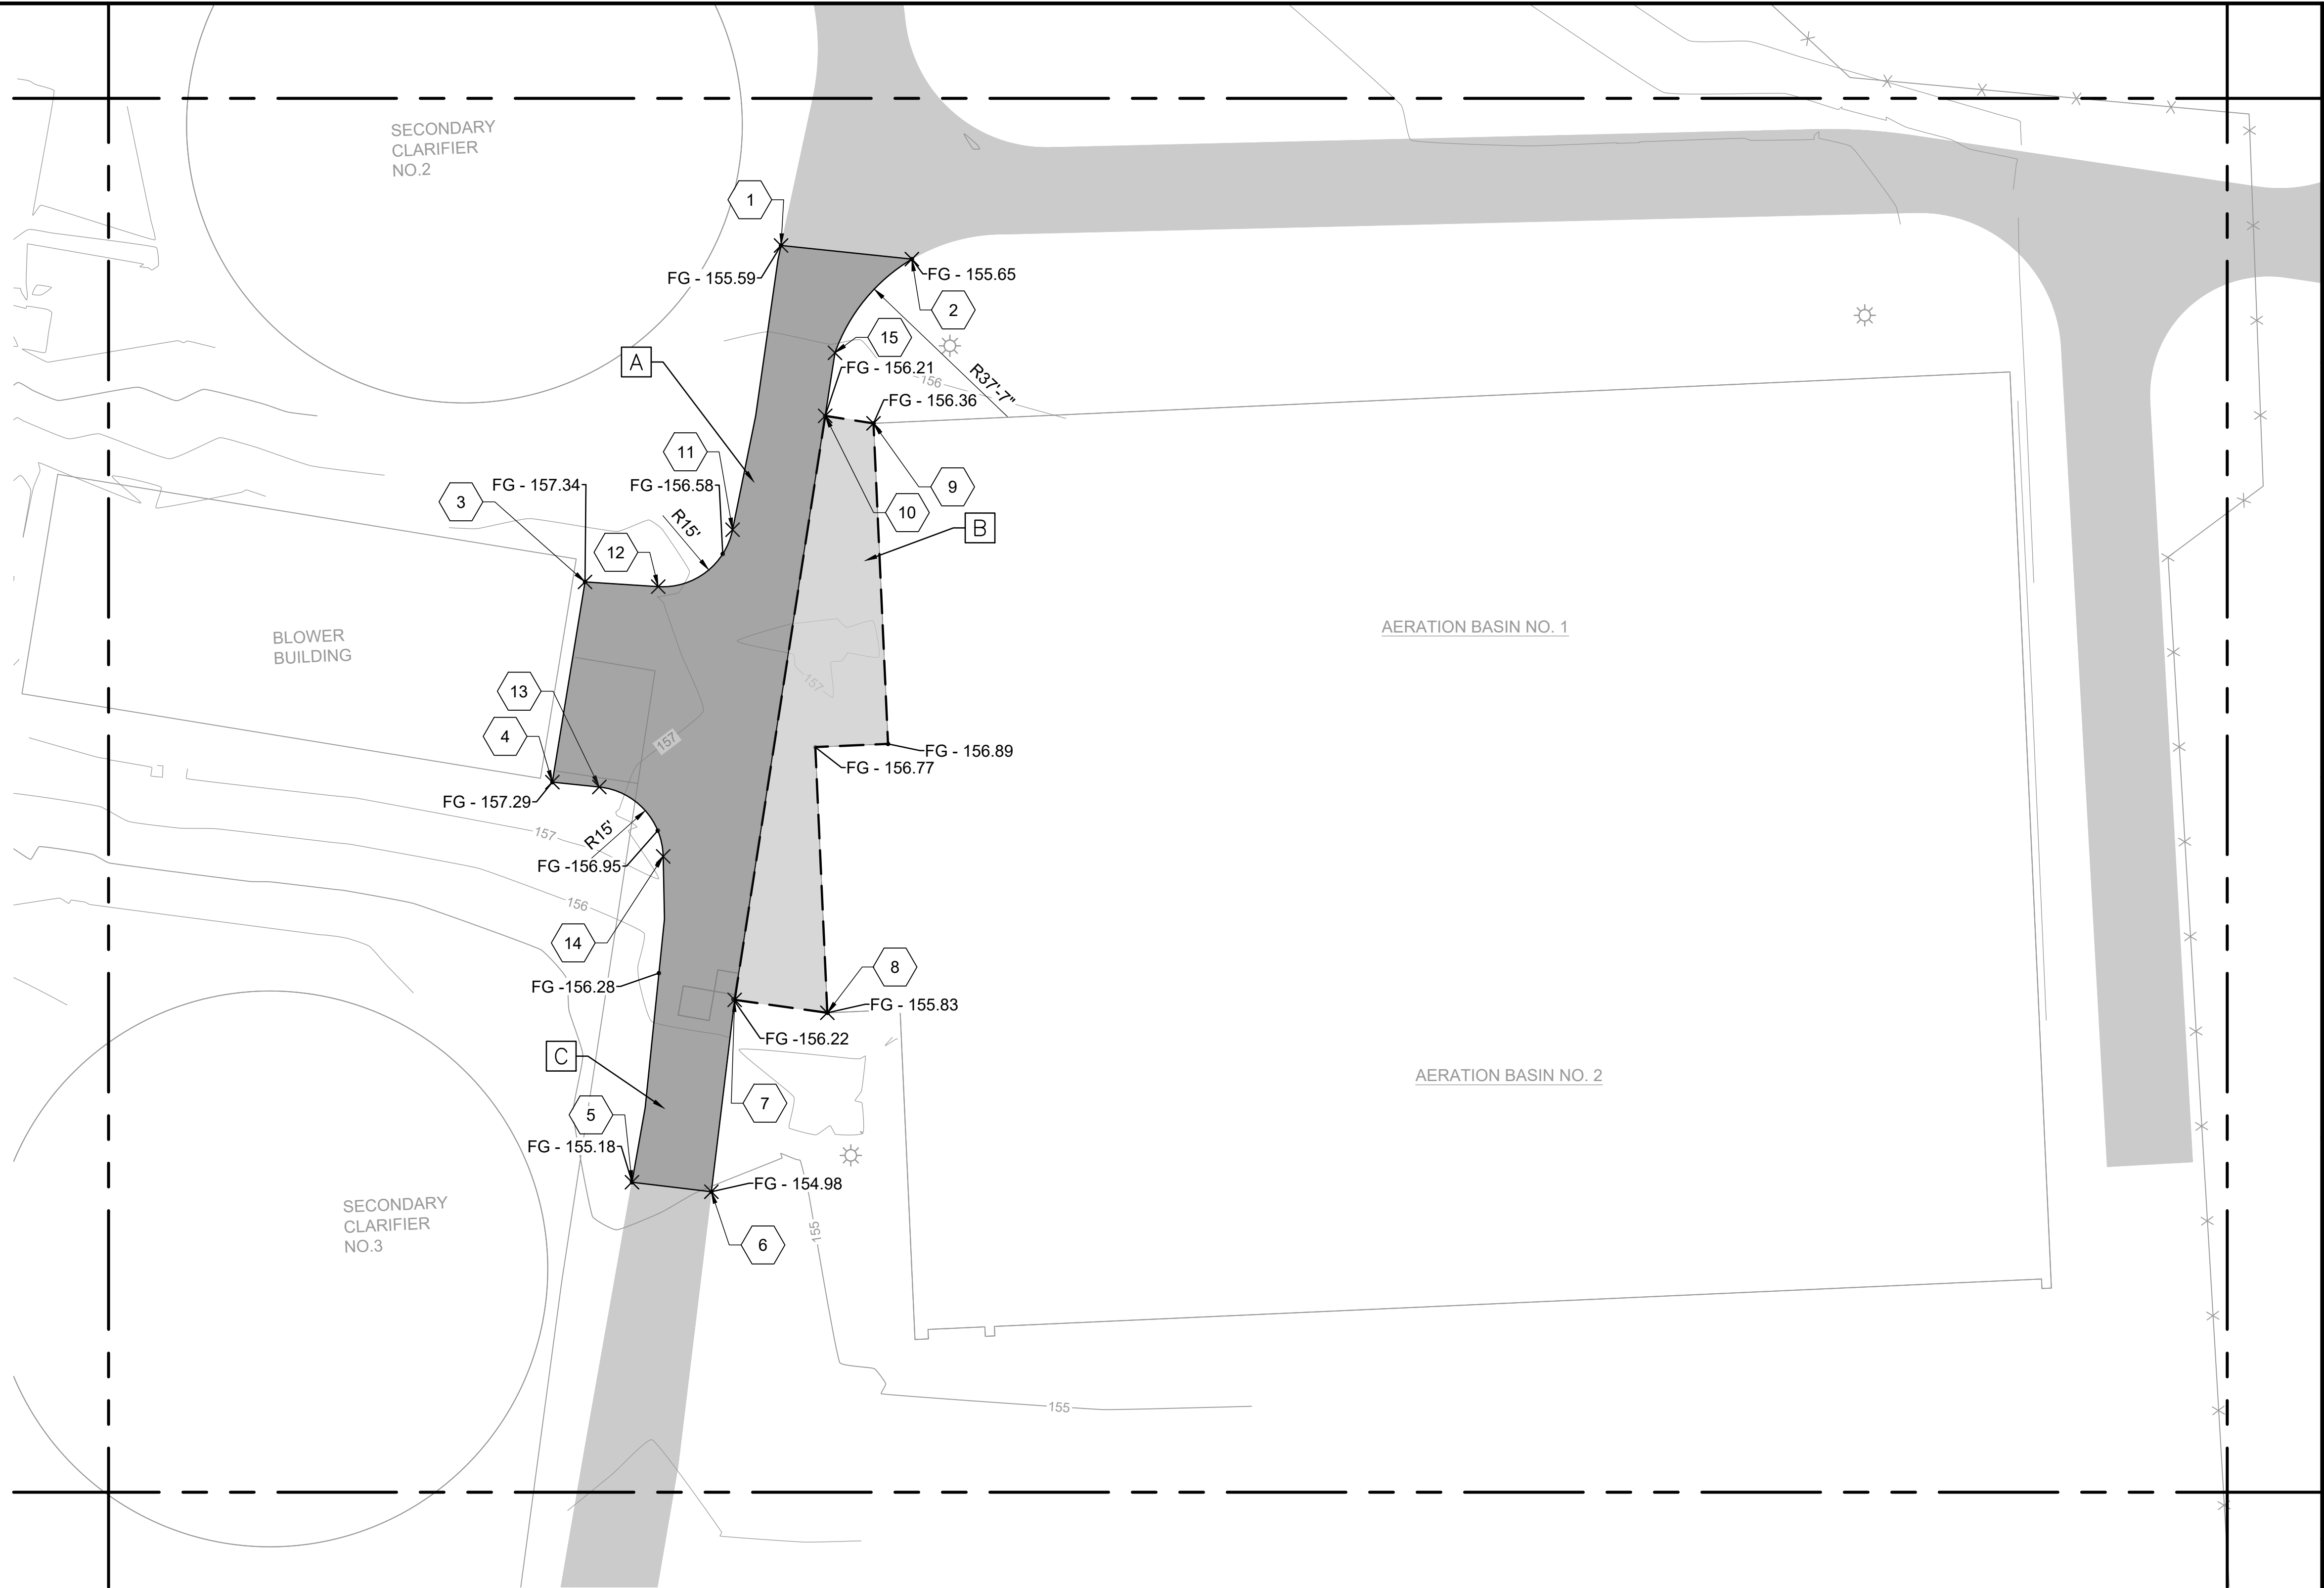 SECONDARY
CLARIFIER
NO.2
1
FG - 155.59
FG - 155.65
2
15
A
FG - 156.21
156
R37'-7"
FG - 156.36
11
3
FG - 157.34
FG -156.58
9
10
R15'
B
12
BLOWER
BUILDING
AERATION BASIN NO. 1
157
13
4
157
FG - 156.89
FG - 156.77
FG - 157.29
157
R15'
FG -156.95
156
14
8
FG -156.28
FG - 155.83
FG -156.22
C
AERATION BASIN NO. 2
7
5
FG - 155.18
FG - 154.98
SECONDARY
CLARIFIER
NO.3
155
6
155